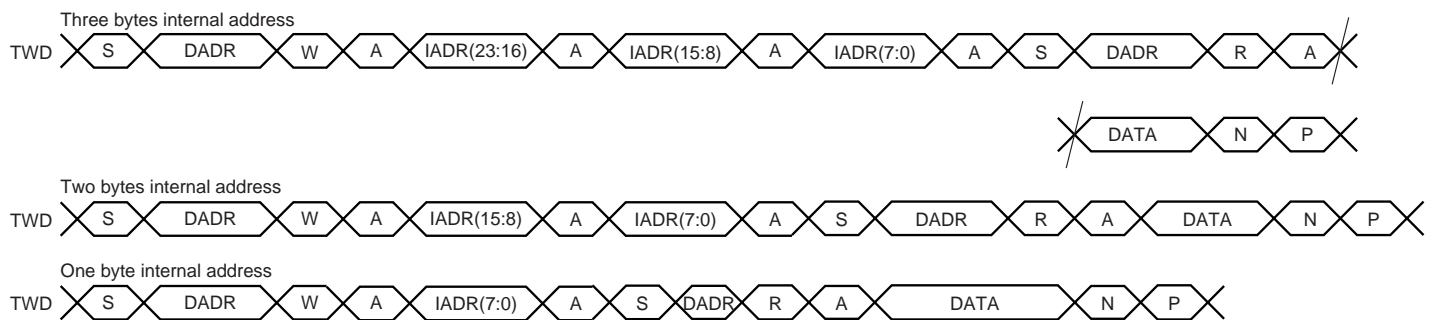 Three bytes internal address
TWD S DADR W A IADR(23:16) A IADR(15:8) A IADR(7:0) A S DADR R A
DATA N P
Two bytes internal address
TWD S DADR W A IADR(15:8) A IADR(7:0) A S DADR R A DATA N P
One byte internal address
TWD S DADR W A IADR(7:0) A S DADR R A DATA N P